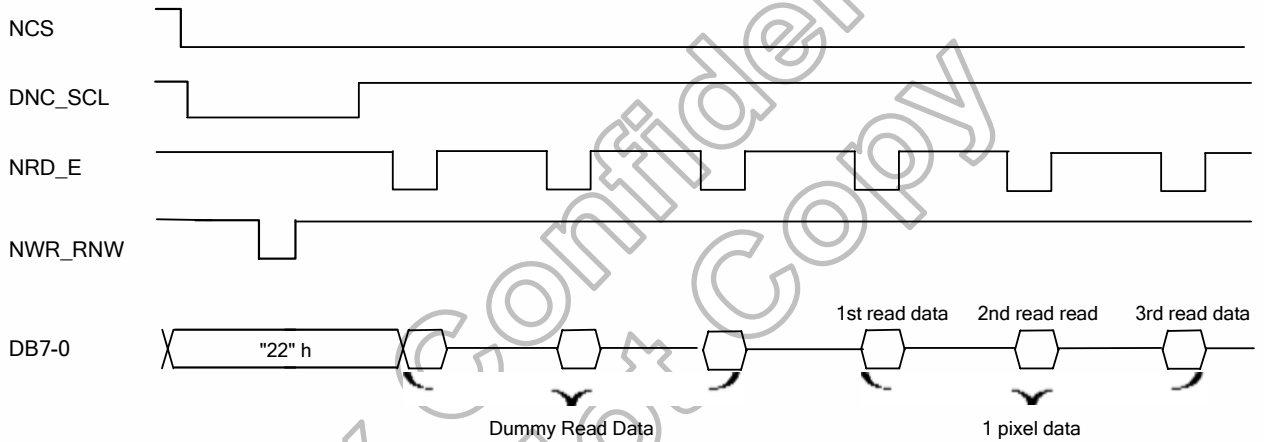 NCS
DNC_SCL
NRD_E
NWR_RNW
1st read data 2nd read read 3rd read data
DB7-0 "22" h
Dummy Read Data 1 pixel data